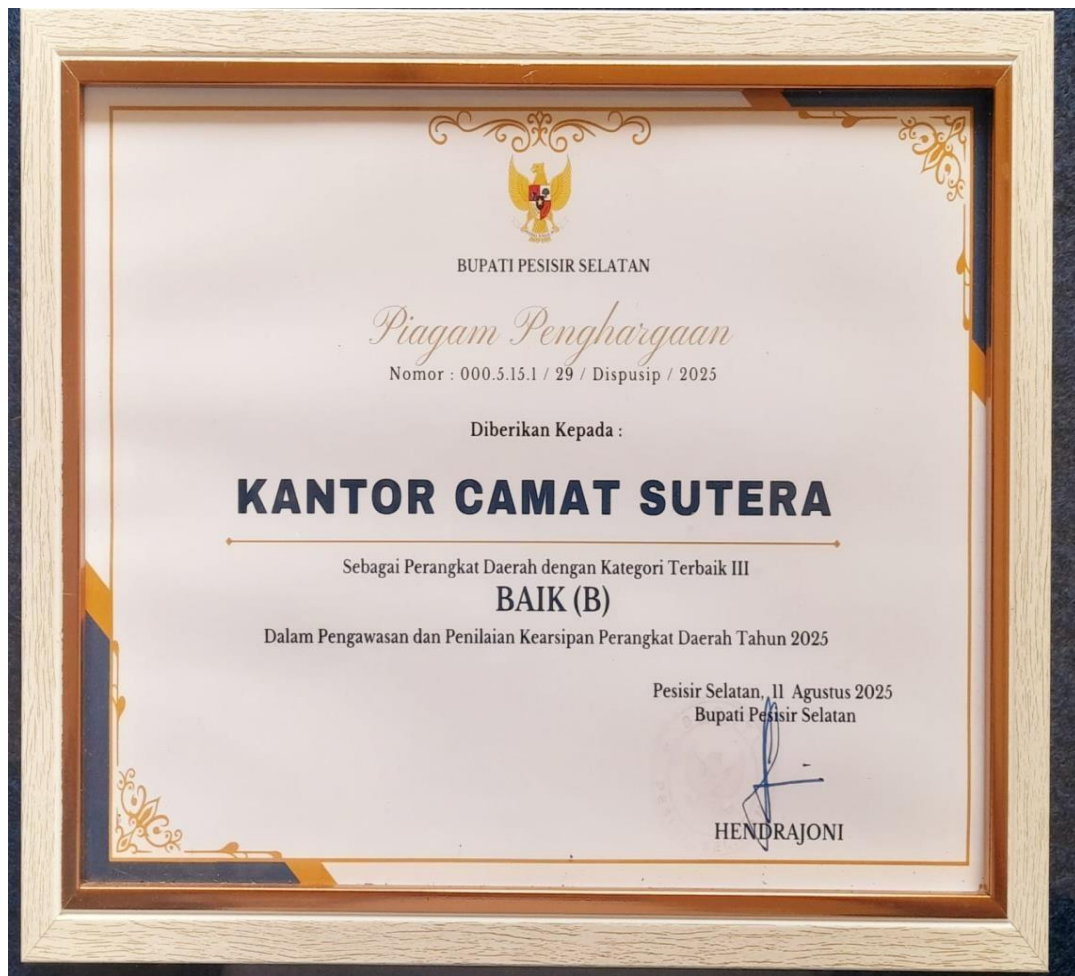 BUPATI PESISIR SELATAN
Piagam Penghargaan
Nomor : 000.5.15.1 / 29 / Dispusip / 2025
Diberikan Kepada :
KANTOR CAMAT SUTERA
Sebagai Perangkat Daerah dengan Kategori Terbaik III
BAIK (B)
Dalam Pengawasan dan Penilaian Kearsipan Perangkat Daerah Tahun 2025
Pesisir Selatan, 11 Agustus 2025
Bupati Pesisir Selatan
HENDRAJONI